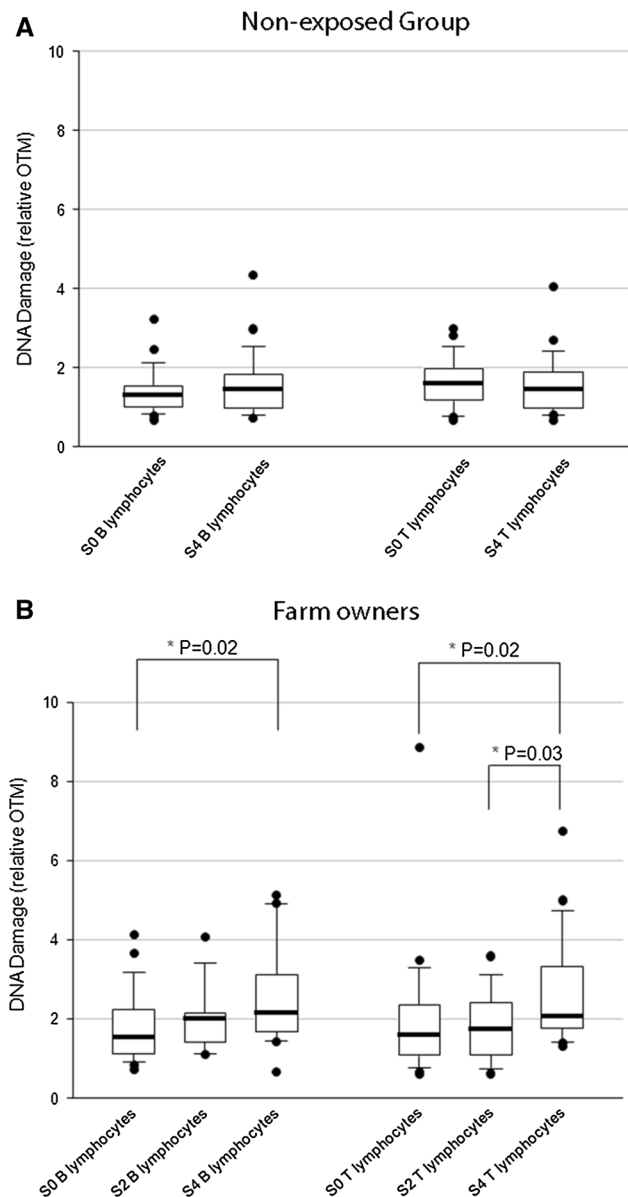 A
Non-exposed Group
DNA Damage (relative OTM)
10
8
6
4
2
0
S0 B lymphocytes
S4 B lymphocytes
S0 T lymphocytes
S4 T lymphocytes
B
Farm owners
* P=0.02
* P=0.02
* P=0.03
DNA Damage (relative OTM)
10
8
6
4
2
0
S0 B lymphocytes
S2 B lymphocytes
S4 B lymphocytes
S0 T lymphocytes
S2 T lymphocytes
S4 T lymphocytes